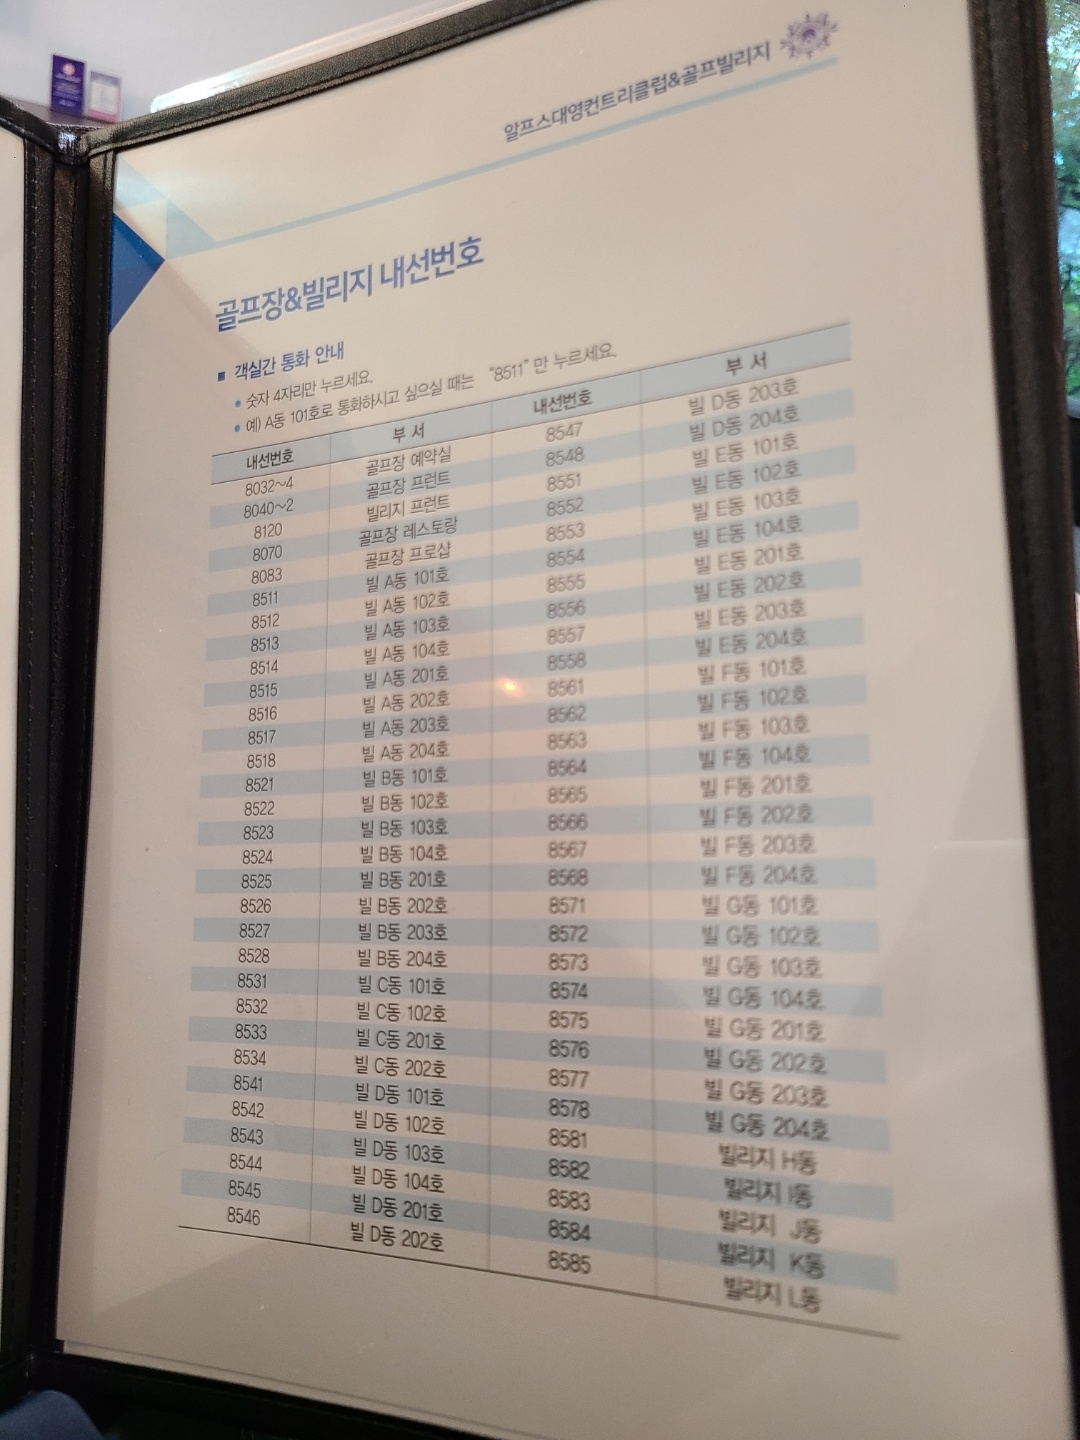 알프스대영컨트리클럽&골프빌리지
골프장&빌리지 내선번호
■ 객실간 통화 안내
• 숫자 4자리만 누르세요.
• 예) A동 101호로 통화하시고 싶으실 때는 “8511” 만 누르세요.
내선번호 부 서 내선번호 부 서
8032~4 골프장 예약실 8547 빌 D동 203호
8040~2 골프장 프런트 8548 빌 D동 204호
8120 빌리지 프런트 8551 빌 E동 101호
8070 골프장 레스토랑 8552 빌 E동 102호
8083 골프장 프로샵 8553 빌 E동 103호
8511 빌 A동 101호 8554 빌 E동 104호
8512 빌 A동 102호 8555 빌 E동 201호
8513 빌 A동 103호 8556 빌 E동 202호
8514 빌 A동 104호 8557 빌 E동 203호
8515 빌 A동 201호 8558 빌 E동 204호
8516 빌 A동 202호 8561 빌 F동 101호
8517 빌 A동 203호 8562 빌 F동 102호
8518 빌 A동 204호 8563 빌 F동 103호
8521 빌 B동 101호 8564 빌 F동 104호
8522 빌 B동 102호 8565 빌 F동 201호
8523 빌 B동 103호 8566 빌 F동 202호
8524 빌 B동 104호 8567 빌 F동 203호
8525 빌 B동 201호 8568 빌 F동 204호
8526 빌 B동 202호 8571 빌 G동 101호
8527 빌 B동 203호 8572 빌 G동 102호
8528 빌 B동 204호 8573 빌 G동 103호
8531 빌 C동 101호 8574 빌 G동 104호
8532 빌 C동 102호 8575 빌 G동 201호
8533 빌 C동 201호 8576 빌 G동 202호
8534 빌 C동 202호 8577 빌 G동 203호
8541 빌 D동 101호 8578 빌 G동 204호
8542 빌 D동 102호 8581 빌리지 H동
8543 빌 D동 103호 8582 빌리지 I동
8544 빌 D동 104호 8583 빌리지 J동
8545 빌 D동 201호 8584 빌리지 K동
8546 빌 D동 202호 8585 빌리지 L동